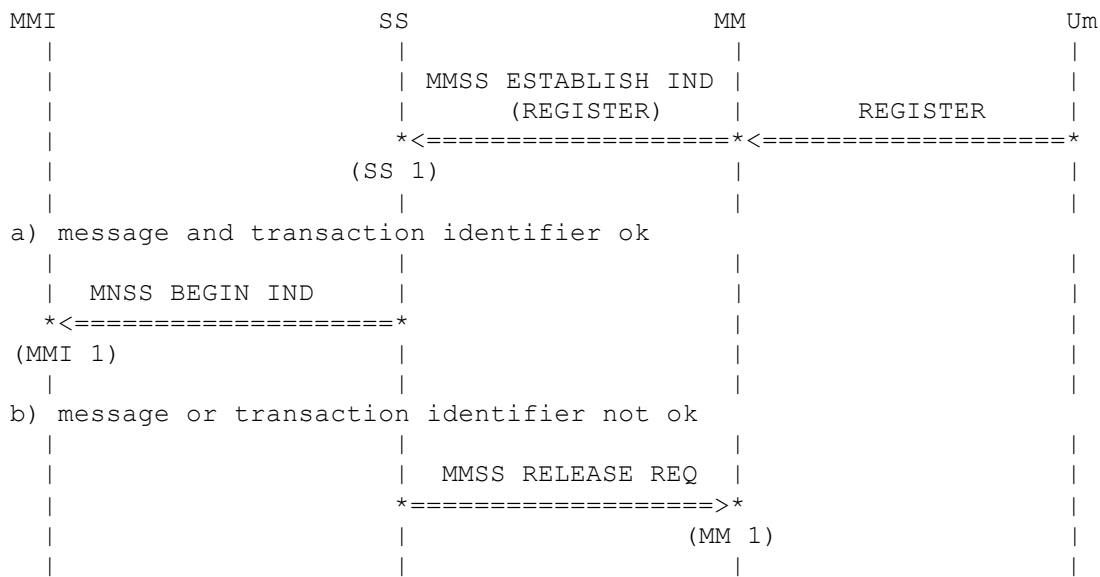 MMI SS MM Um
MMSS ESTABLISH IND
(REGISTER) REGISTER
*<===================*<===================*
(SS 1)
a) message and transaction identifier ok
MNSS BEGIN IND
*<====================*
(MMI 1)
b) message or transaction identifier not ok
MMSS RELEASE REQ
*===================>*
(MM 1)